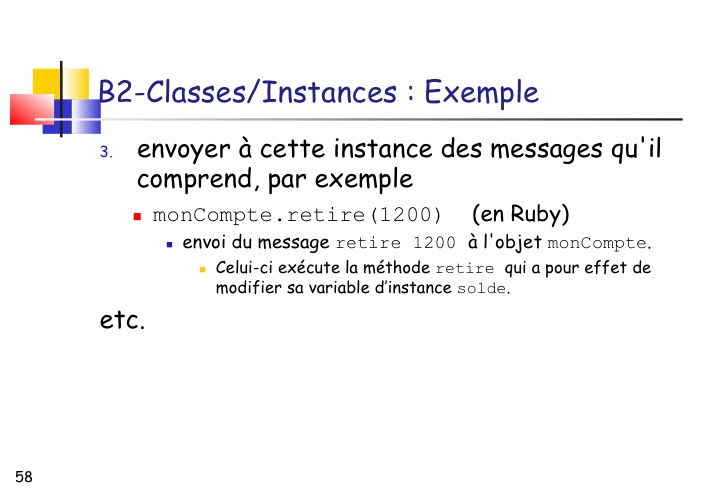 B2-Classes/Instances : Exemple
3. envoyer à cette instance des messages qu'il
comprend, par exemple
monCompte.retire(1200) (en Ruby)
envoi du message retire 1200 à l'objet monCompte.
Celui-ci exécute la méthode retire qui a pour effet de
modifier sa variable d’instance solde.
etc.
58